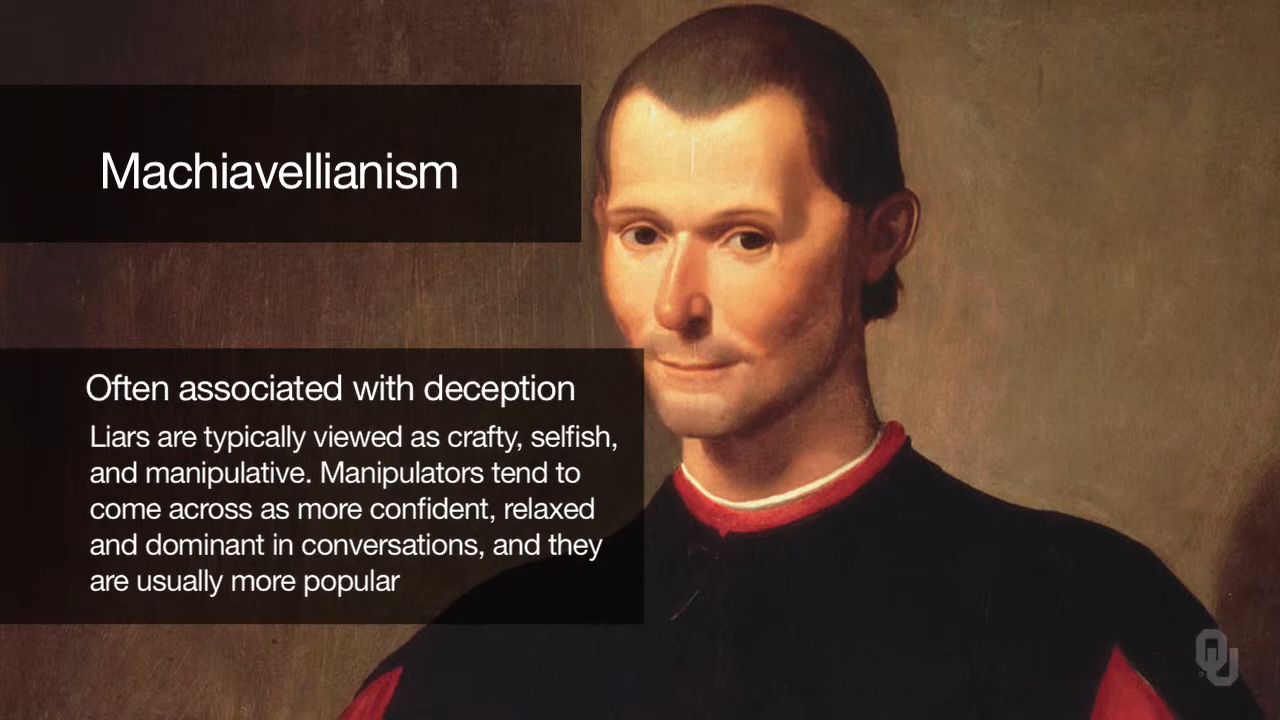 Machiavellianism
Often associated with deception
Liars are typically viewed as crafty, selfish,
and manipulative. Manipulators tend to
come across as more confident, relaxed
and dominant in conversations, and they
are usually more popular
OU